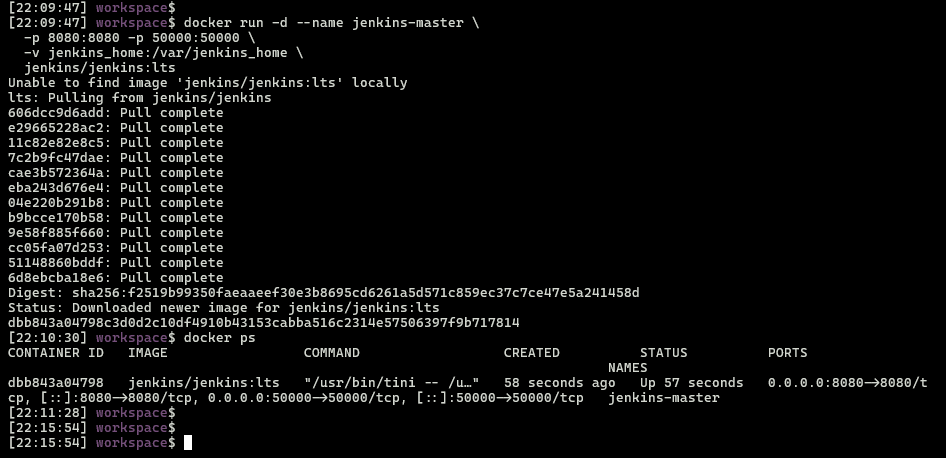 [22:09:47] workspace$
[22:09:47] workspace$ docker run -d --name jenkins-master \
  -p 8080:8080 -p 50000:50000 \
  -v jenkins_home:/var/jenkins_home \
  jenkins/jenkins:lts
Unable to find image 'jenkins/jenkins:lts' locally
lts: Pulling from jenkins/jenkins
606dcc9d6add: Pull complete
e29665228ac2: Pull complete
11c82e82e8c5: Pull complete
7c2b9fc47dae: Pull complete
cae3b572364a: Pull complete
eba243d676e4: Pull complete
04e220b291b8: Pull complete
b9bcce170b58: Pull complete
9e58f885f660: Pull complete
cc05fa07d253: Pull complete
51148860bddf: Pull complete
6d8ebcba18e6: Pull complete
Digest: sha256:f2519b99350faeaaeef30e3b8695cd6261a5d571c859ec37c7ce47e5a241458d
Status: Downloaded newer image for jenkins/jenkins:lts
dbb843a04798c3d0d2c10df4910b43153cabba516c2314e57506397f9b717814
[22:10:30] workspace$ docker ps
CONTAINER ID   IMAGE                 COMMAND                  CREATED          STATUS          PORTS
                                                                           NAMES
dbb843a04798   jenkins/jenkins:lts   "/usr/bin/tini -- /u…"   58 seconds ago   Up 57 seconds   0.0.0.0:8080->8080/t
cp, [::]:8080->8080/tcp, 0.0.0.0:50000->50000/tcp, [::]:50000->50000/tcp   jenkins-master
[22:11:28] workspace$
[22:15:54] workspace$
[22:15:54] workspace$